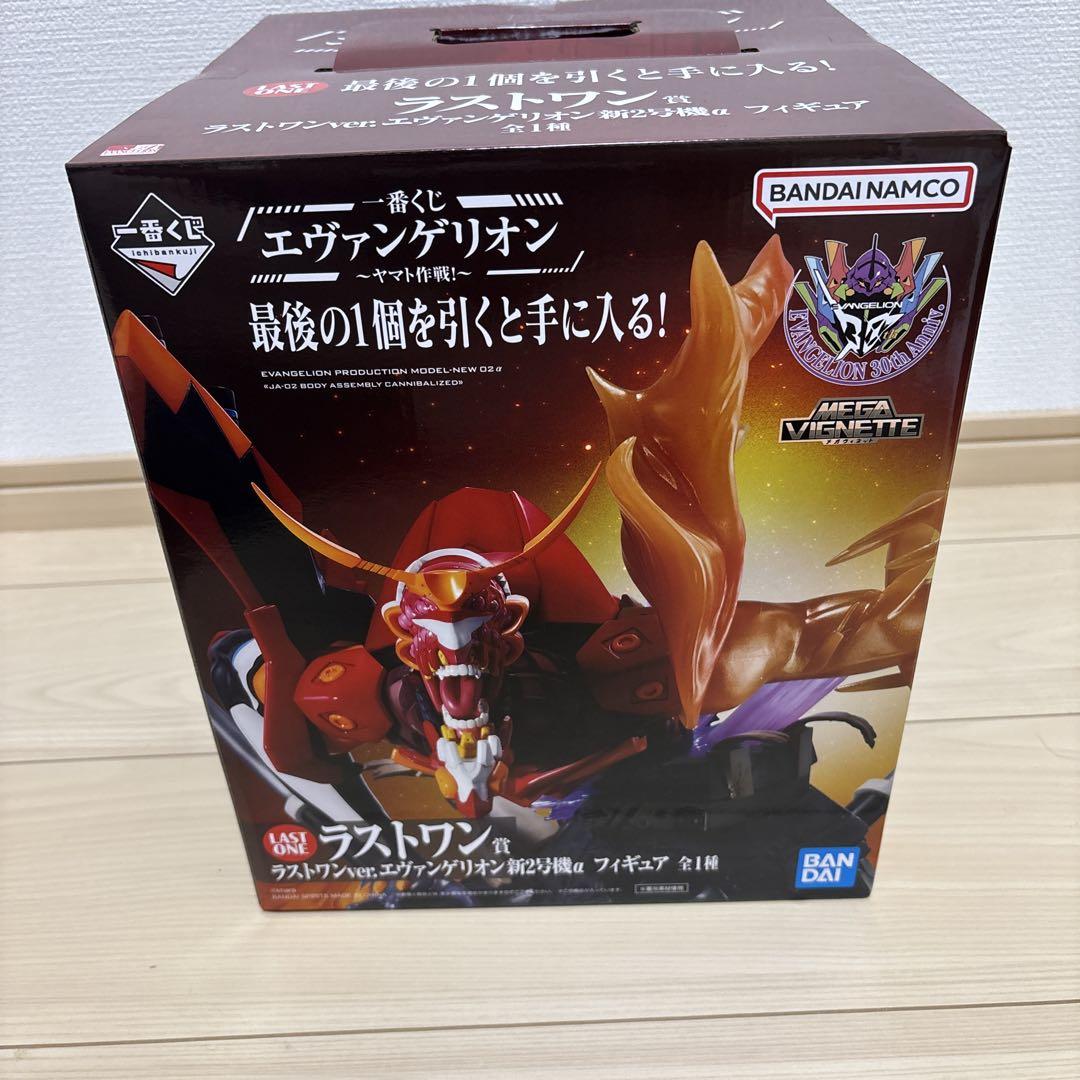 LAST ONE
最後の1個を引くと手に入る!
ラストワン賞
ラストワンver.エヴァンゲリオン新2号機α フィギュア
全1種
一番くじ
ichibankuji
一番くじ
エヴァンゲリオン
~ヤマト作戦!~
最後の1個を引くと手に入る!
EVANGELION PRODUCTION MODEL-NEW 02α
«JA-02 BODY ASSEMBLY CANNIBALIZED»
BANDAI NAMCO
EVANGELION
30th
EVANGELION 30th Anniv.
MEGA
VIGNETTE
メガヴィネット
LAST ONE
ラストワン賞
ラストワンver.エヴァンゲリオン新2号機α フィギュア 全1種
BANDAI